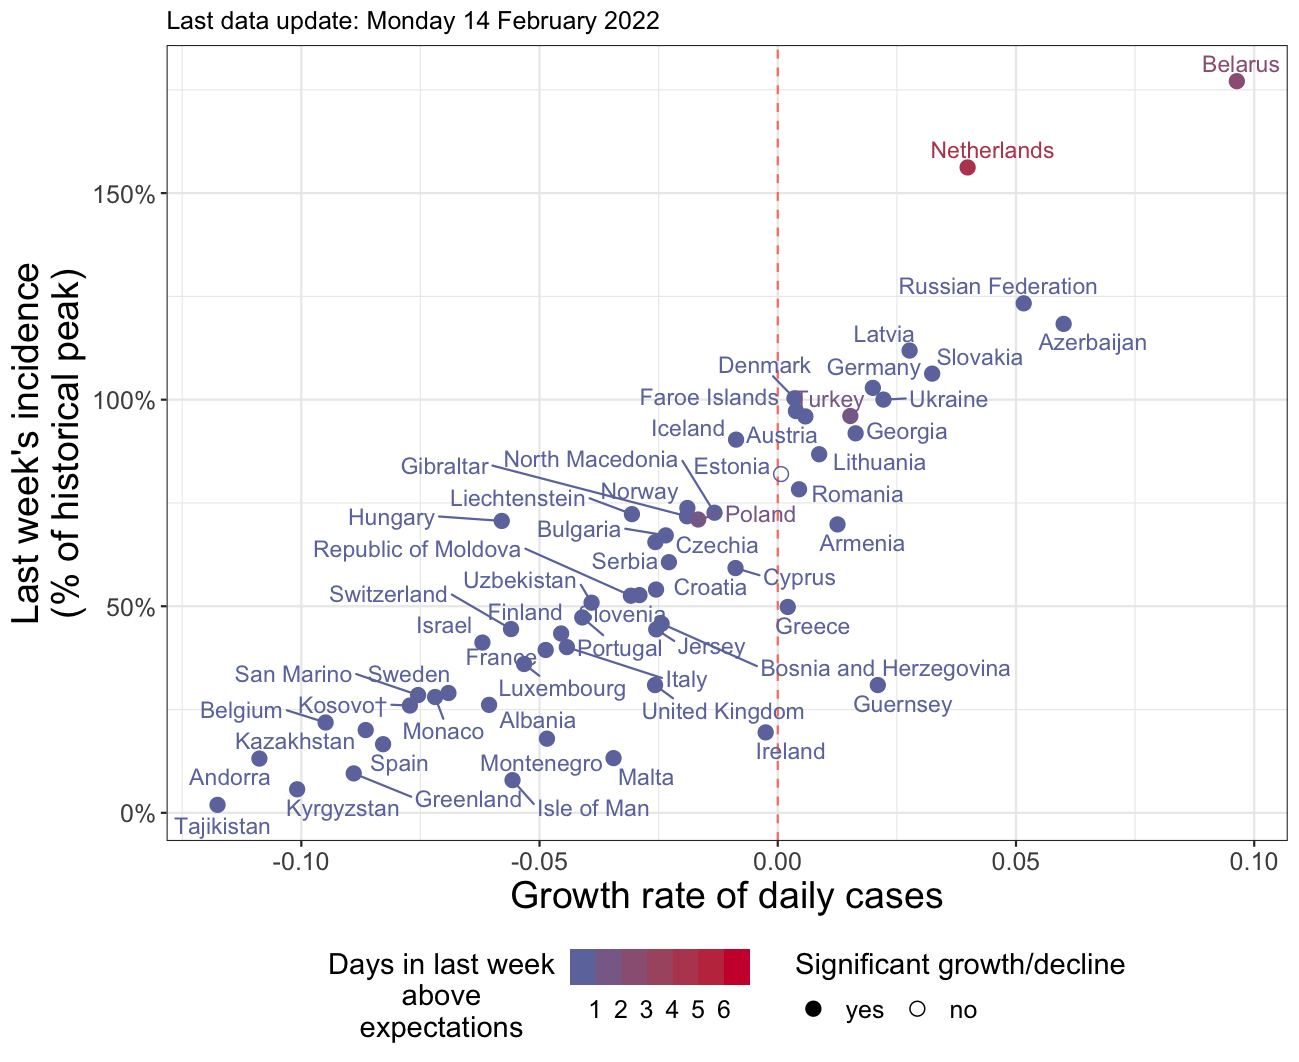 Last data update: Monday 14 February 2022
Last week's incidence
(% of historical peak)
150%
100%
50%
0%
Belarus
Netherlands
Russian Federation
Azerbaijan
Latvia
Slovakia
Denmark
Germany
Faroe Islands
Turkey
Ukraine
Iceland
Austria
Georgia
Gibraltar
North Macedonia
Estonia
Lithuania
Liechtenstein
Norway
Romania
Hungary
Bulgaria
Poland
Republic of Moldova
Czechia
Armenia
Serbia
Uzbekistan
Croatia
Cyprus
Switzerland
Finland
Slovenia
Israel
Greece
France
Portugal
Jersey
San Marino
Sweden
Luxembourg
Italy
Bosnia and Herzegovina
Belgium
Kosovo†
Albania
United Kingdom
Guernsey
Kazakhstan
Monaco
Ireland
Andorra
Spain
Montenegro
Malta
Kyrgyzstan
Greenland
Isle of Man
Tajikistan
-0.10
-0.05
0.00
0.05
0.10
Growth rate of daily cases
Days in last week
above
expectations
1 2 3 4 5 6
Significant growth/decline
yes
no